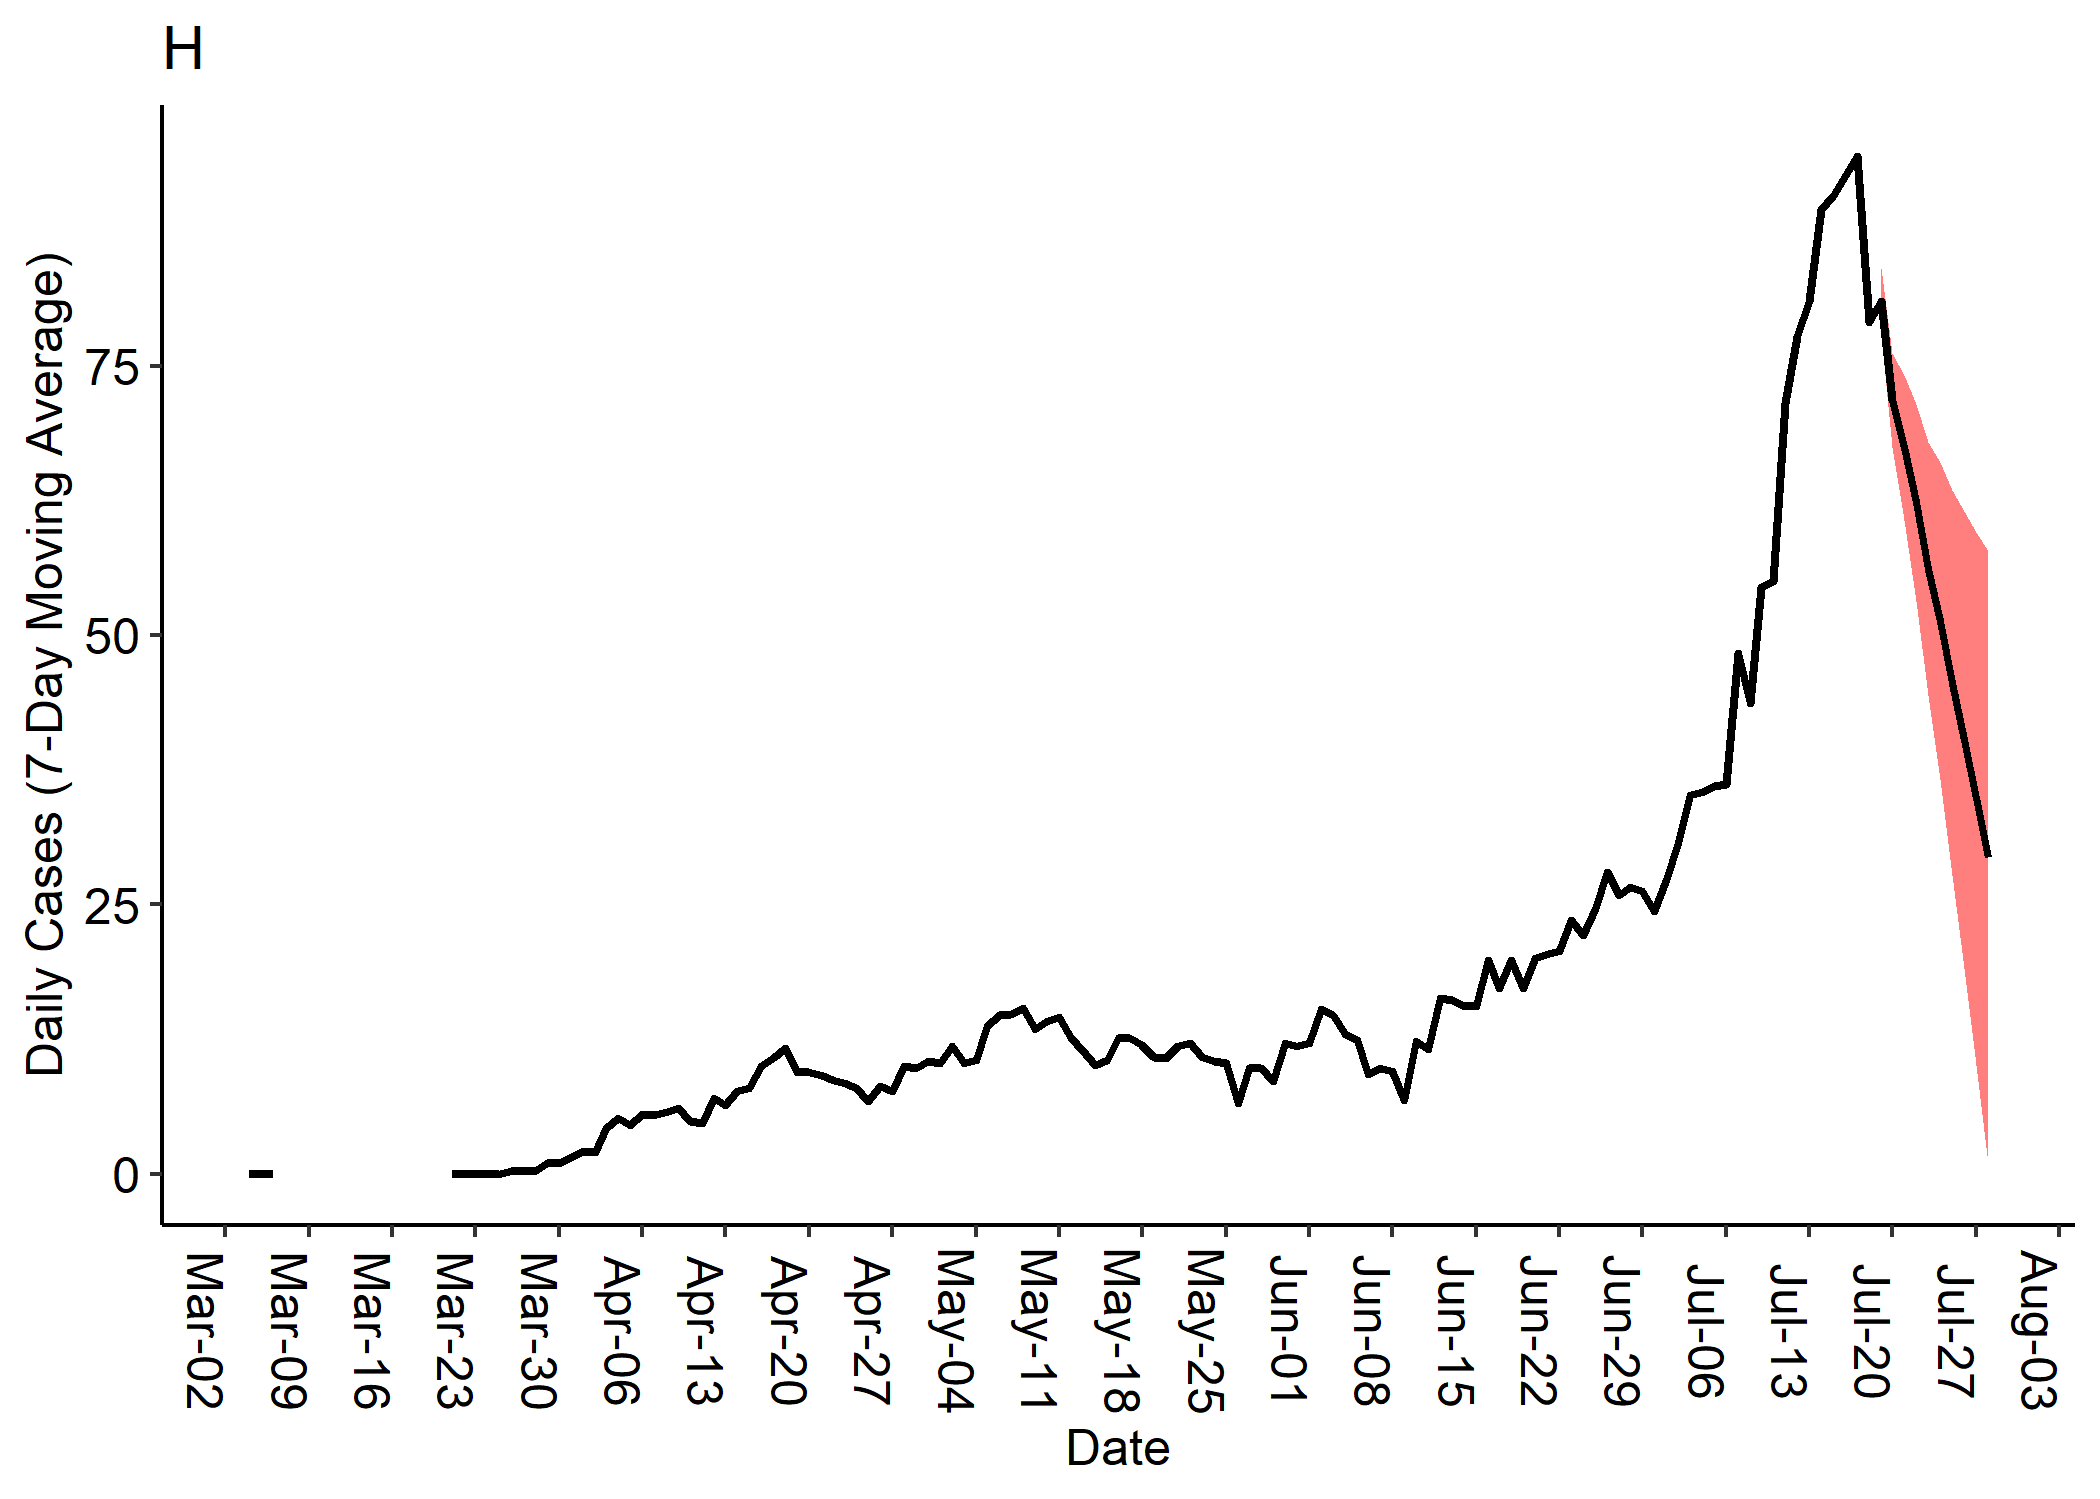 H
Daily Cases (7-Day Moving Average)
75
50
25
0
Mar-02
Mar-09
Mar-16
Mar-23
Mar-30
Apr-06
Apr-13
Apr-20
Apr-27
May-04
May-11
May-18
May-25
Jun-01
Jun-08
Jun-15
Jun-22
Jun-29
Jul-06
Jul-13
Jul-20
Jul-27
Aug-03
Date